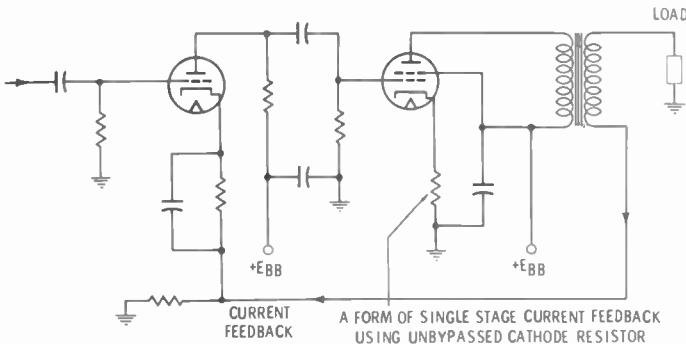 LOAD
+EBB
+EBB
CURRENT
FEEDBACK
A FORM OF SINGLE STAGE CURRENT FEEDBACK
USING UNBYPASSED CATHODE RESISTOR